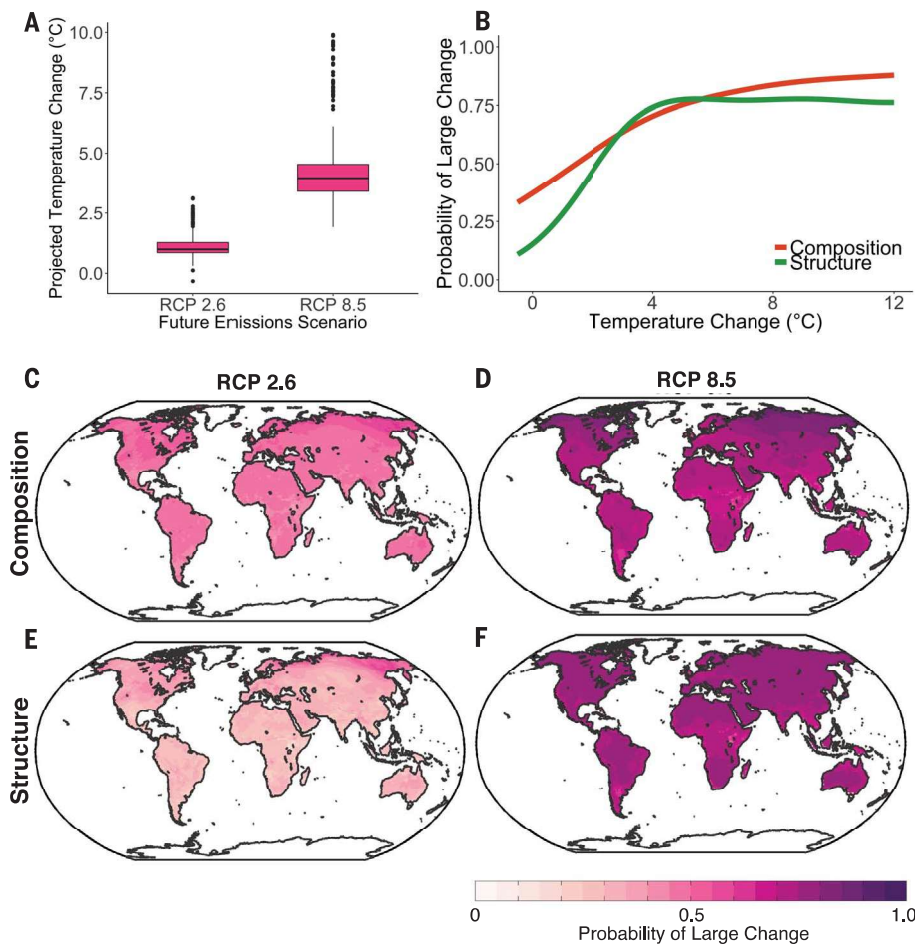 A
Projected Temperature Change (°C)
10.0
7.5
5.0
2.5
0.0
RCP 2.6 RCP 8.5
Future Emissions Scenario
B
Probability of Large Change
1.00
0.75
0.50
0.25
0.00
Composition
Structure
0 4 8 12
Temperature Change (°C)
C RCP 2.6
D RCP 8.5
Composition
E
F
Structure
0 0.5 1.0
Probability of Large Change